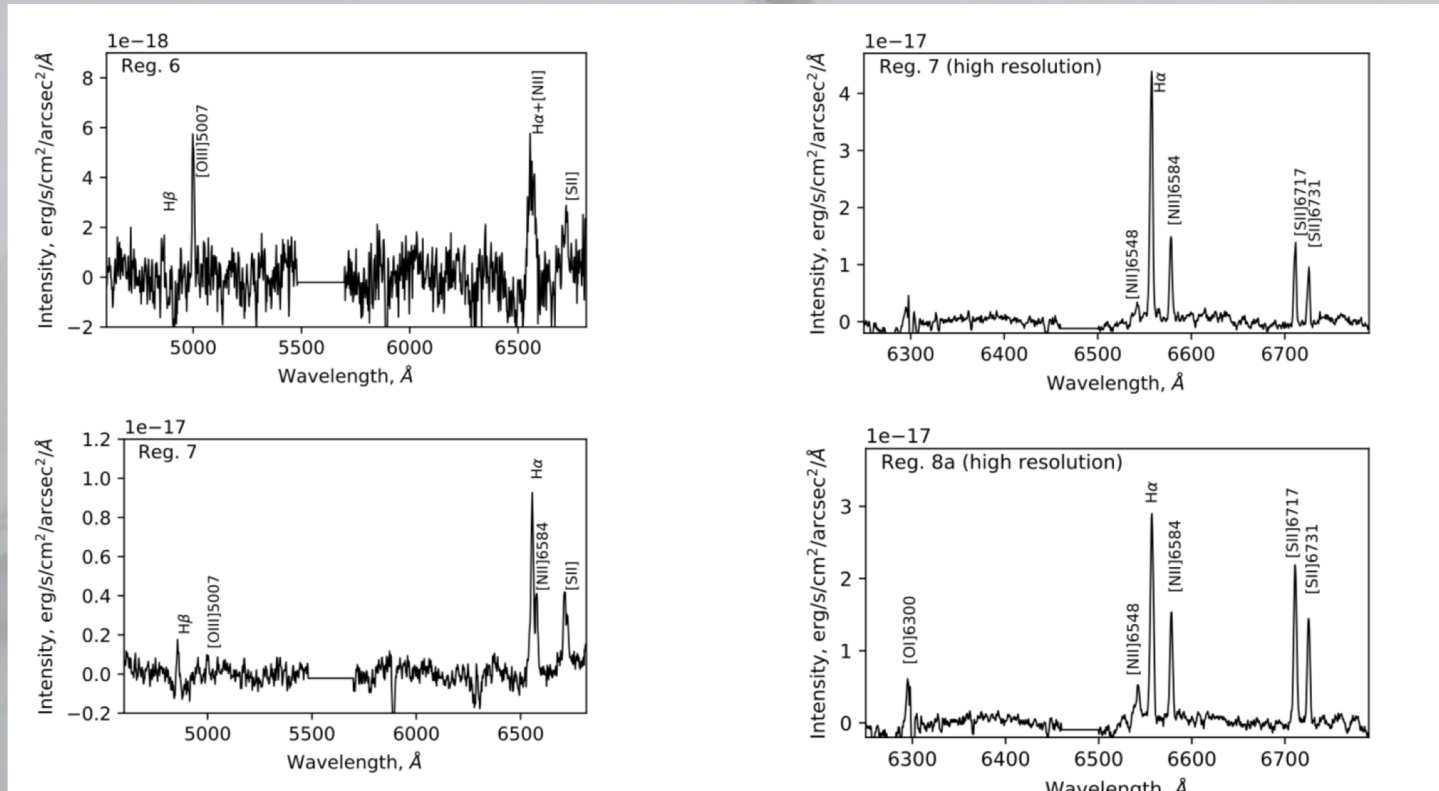 1e−18
Reg. 6
Intensity, erg/s/cm²/arcsec²/Å
8
6
4
2
0
−2
Hβ
[OIII]5007
Hα+[NII]
[SII]
5000 5500 6000 6500
Wavelength, Å
1e−17
Reg. 7 (high resolution)
Intensity, erg/s/cm²/arcsec²/Å
4
3
2
1
0
[NII]6548
Hα
[NII]6584
[SII]6717
[SII]6731
6300 6400 6500 6600 6700
Wavelength, Å
1e−17
Reg. 7
Intensity, erg/s/cm²/arcsec²/Å
1.2
1.0
0.8
0.6
0.4
0.2
0.0
−0.2
Hβ
[OIII]5007
Hα
[NII]6584
[SII]
5000 5500 6000 6500
Wavelength, Å
1e−17
Reg. 8a (high resolution)
Intensity, erg/s/cm²/arcsec²/Å
3
2
1
0
[OI]6300
[NII]6548
Hα
[NII]6584
[SII]6717
[SII]6731
6300 6400 6500 6600 6700
Wavelength, Å